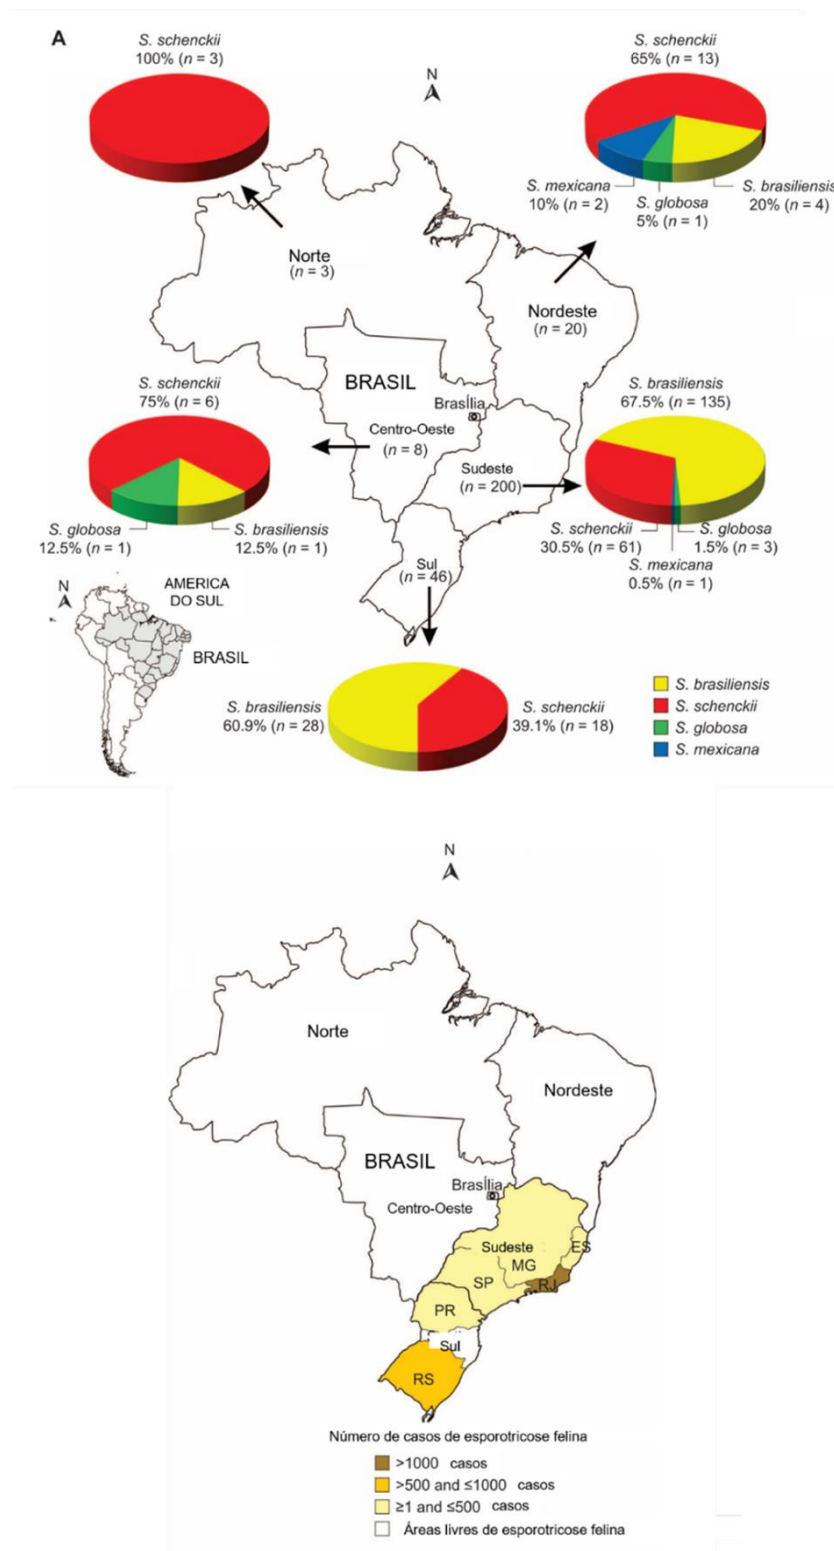 A
S. schenckii
100% (n = 3)
N
S. schenckii
65% (n = 13)
S. mexicana
10% (n = 2)
S. globosa
5% (n = 1)
S. brasiliensis
20% (n = 4)
Norte
(n = 3)
Nordeste
(n = 20)
S. schenckii
75% (n = 6)
BRASIL
Brasília
Centro-Oeste
(n = 8)
S. brasiliensis
67.5% (n = 135)
Sudeste
(n = 200)
S. globosa
12.5% (n = 1)
S. brasiliensis
12.5% (n = 1)
S. schenckii
30.5% (n = 61)
S. globosa
1.5% (n = 3)
S. mexicana
0.5% (n = 1)
Sul
(n = 46)
N
AMERICA
DO SUL
BRASIL
S. brasiliensis
60.9% (n = 28)
S. schenckii
39.1% (n = 18)
S. brasiliensis
S. schenckii
S. globosa
S. mexicana
N
Norte
Nordeste
BRASIL
Brasília
Centro-Oeste
Sudeste
ES
MG
SP
RJ
PR
Sul
RS
Número de casos de esporotricose felina
>1000 casos
>500 and ≤1000 casos
≥1 and ≤500 casos
Áreas livres de esporotricose felina